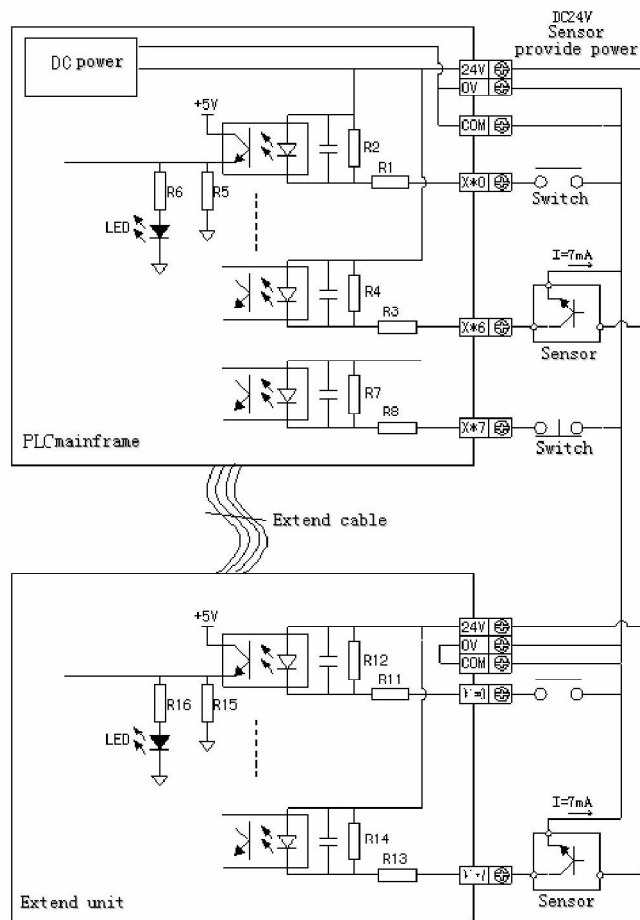 DC24V
Sensor
provide power
DC power
24V
0V
COM
+5V
R2
R1
X*0
Switch
R6
R5
LED
I=7mA
R4
R3
X*6
Sensor
R7
R8
X*7
Switch
PLCmainframe
Extend cable
+5V
24V
0V
COM
R12
R11
R16
R15
LED
I=7mA
R14
R13
Sensor
Extend unit